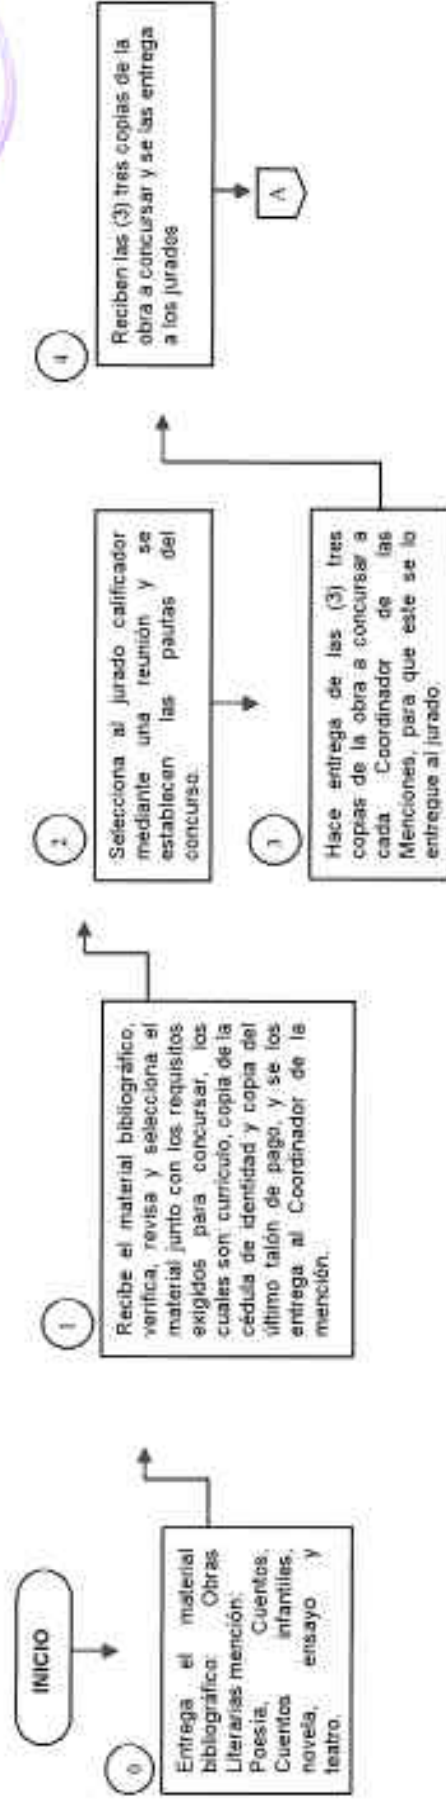 INICIO
0
Entrega el material
bibliográfico: Obras
Literarias mención:
Poesía, Cuentos,
Cuentos infantiles,
novela, ensayo y
teatro.
1
Recibe el material bibliográfico,
verifica, revisa y selecciona el
material junto con los requisitos
exigidos para concursar, los
cuales son currículo, copia de la
cédula de identidad y copia del
último talón de pago, y se los
entrega al Coordinador de la
mención.
2
Selecciona al jurado calificador
mediante una reunión y se
establecen las pautas del
concurso.
3
Hace entrega de las (3) tres
copias de la obra a concursar a
cada Coordinador de las
Menciones, para que este se lo
entregue al jurado.
4
Reciben las (3) tres copias de la
obra a concursar y se las entrega
a los jurados
A